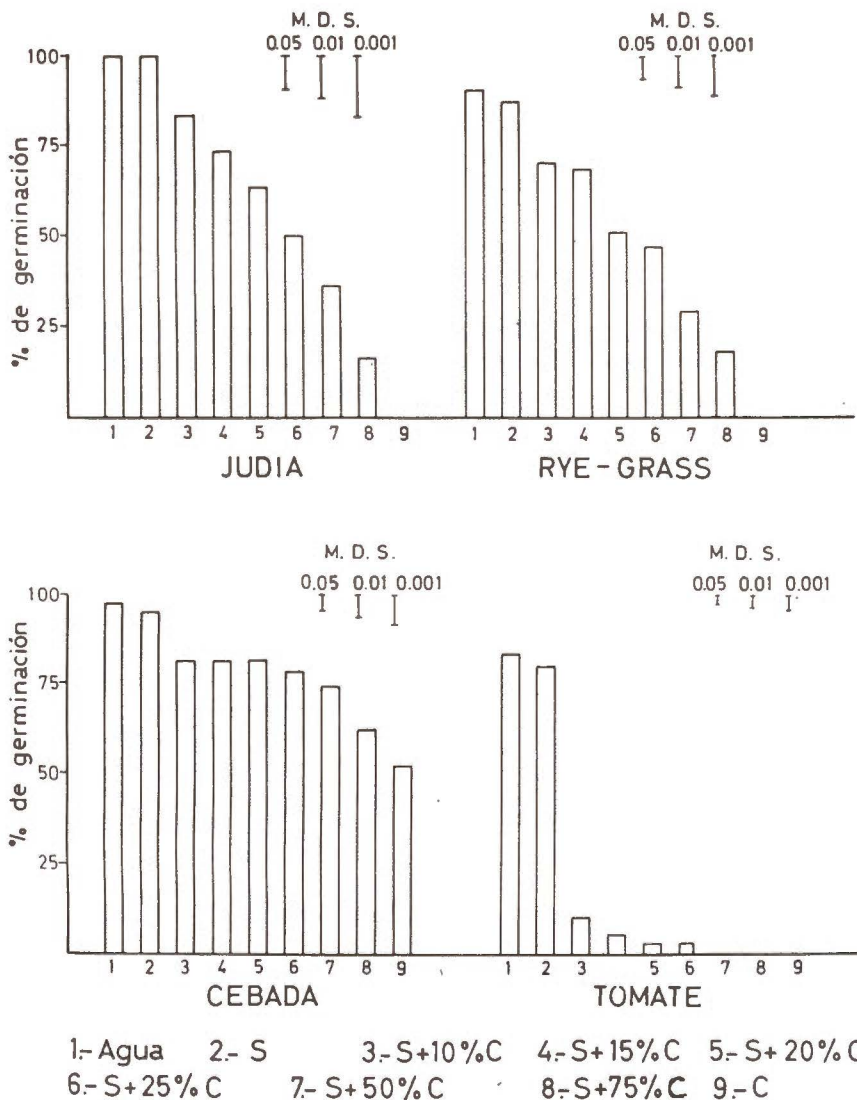 M. D. S.
0.05 0.01 0.001
M. D. S.
0.05 0.01 0.001
% de germinación
100
75
50
25
1 2 3 4 5 6 7 8 9
JUDIA
1 2 3 4 5 6 7 8 9
RYE-GRASS
M. D. S.
0.05 0.01 0.001
M. D. S.
0.05 0.01 0.001
% de germinación
100
75
50
25
1 2 3 4 5 6 7 8 9
CEBADA
1 2 3 5 6 7 8 9
TOMATE
1.- Agua 2.- S 3.- S+10%C 4.- S+15%C 5.- S+20%C
6.- S+25%C 7.- S+50%C 8.- S+75%C 9.- C